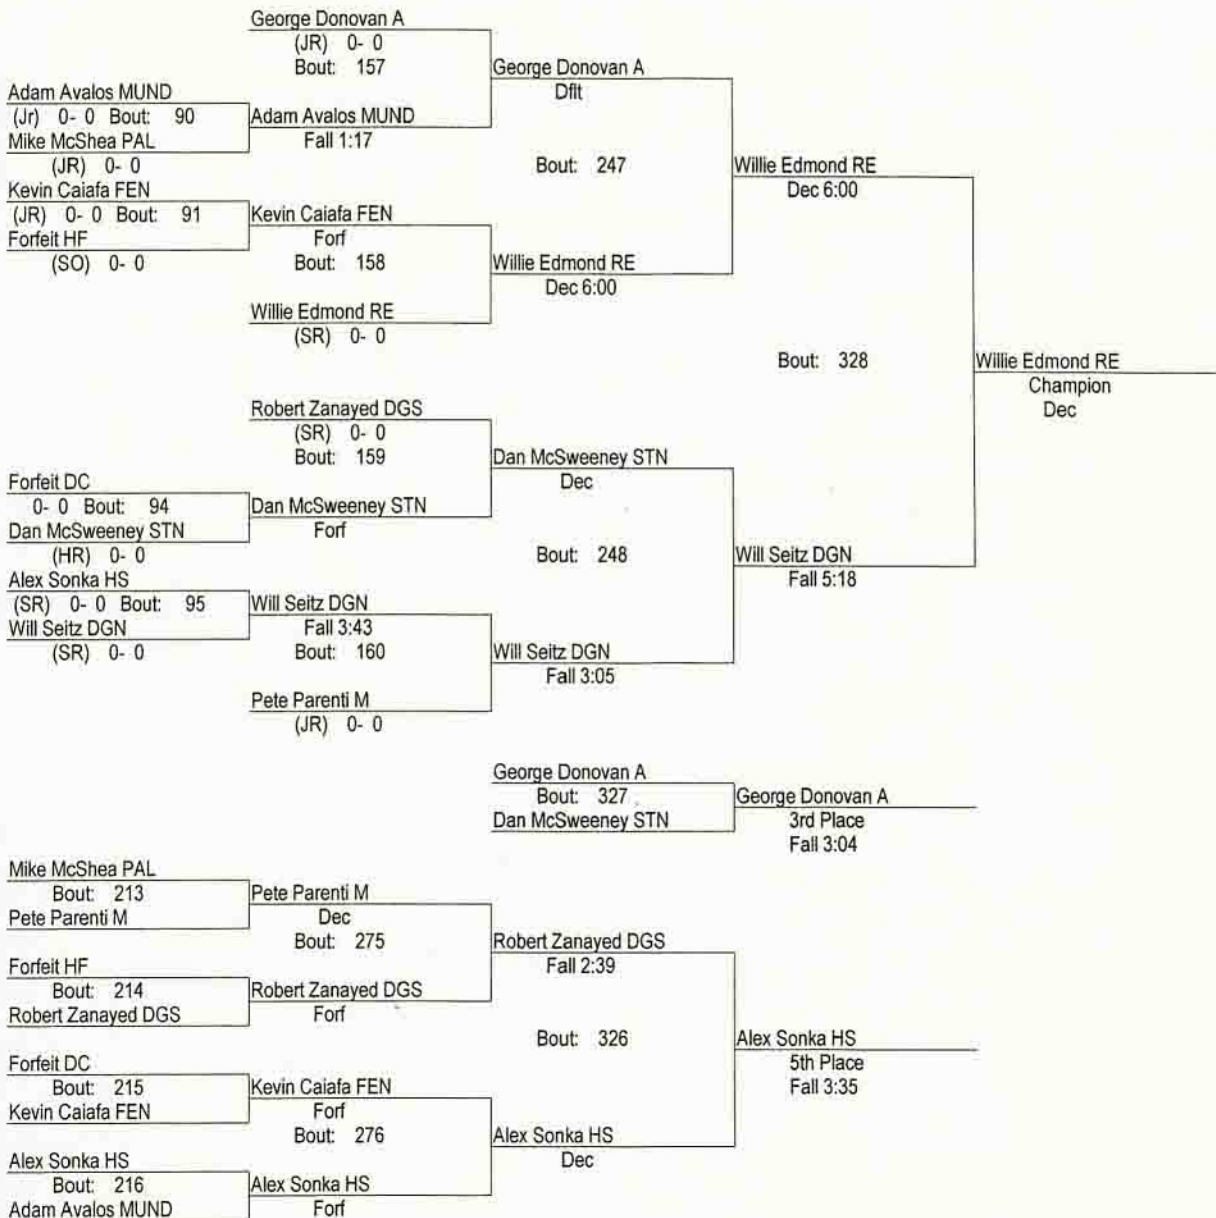 George Donovan A
(JR) 0- 0
Bout: 157
George Donovan A
Dflt
Adam Avalos MUND
(Jr) 0- 0 Bout: 90
Adam Avalos MUND
Mike McShea PAL
Fall 1:17
(JR) 0- 0
Bout: 247
Willie Edmond RE
Dec 6:00
Kevin Caiafa FEN
(JR) 0- 0 Bout: 91
Kevin Caiafa FEN
Forfeit HF
Forf
(SO) 0- 0
Bout: 158
Willie Edmond RE
Dec 6:00
Willie Edmond RE
(SR) 0- 0
Bout: 328
Willie Edmond RE
Champion
Dec
Robert Zanayed DGS
(SR) 0- 0
Bout: 159
Dan McSweeney STN
Dec
Forfeit DC
0- 0 Bout: 94
Dan McSweeney STN
Dan McSweeney STN
Forf
(HR) 0- 0
Bout: 248
Will Seitz DGN
Fall 5:18
Alex Sonka HS
(SR) 0- 0 Bout: 95
Will Seitz DGN
Will Seitz DGN
Fall 3:43
(SR) 0- 0
Bout: 160
Will Seitz DGN
Fall 3:05
Pete Parenti M
(JR) 0- 0
George Donovan A
Bout: 327
George Donovan A
Dan McSweeney STN
3rd Place
Fall 3:04
Mike McShea PAL
Bout: 213
Pete Parenti M
Pete Parenti M
Dec
Bout: 275
Robert Zanayed DGS
Fall 2:39
Forfeit HF
Bout: 214
Robert Zanayed DGS
Robert Zanayed DGS
Forf
Bout: 326
Alex Sonka HS
5th Place
Fall 3:35
Forfeit DC
Bout: 215
Kevin Caiafa FEN
Kevin Caiafa FEN
Forf
Bout: 276
Alex Sonka HS
Dec
Alex Sonka HS
Bout: 216
Alex Sonka HS
Adam Avalos MUND
Forf